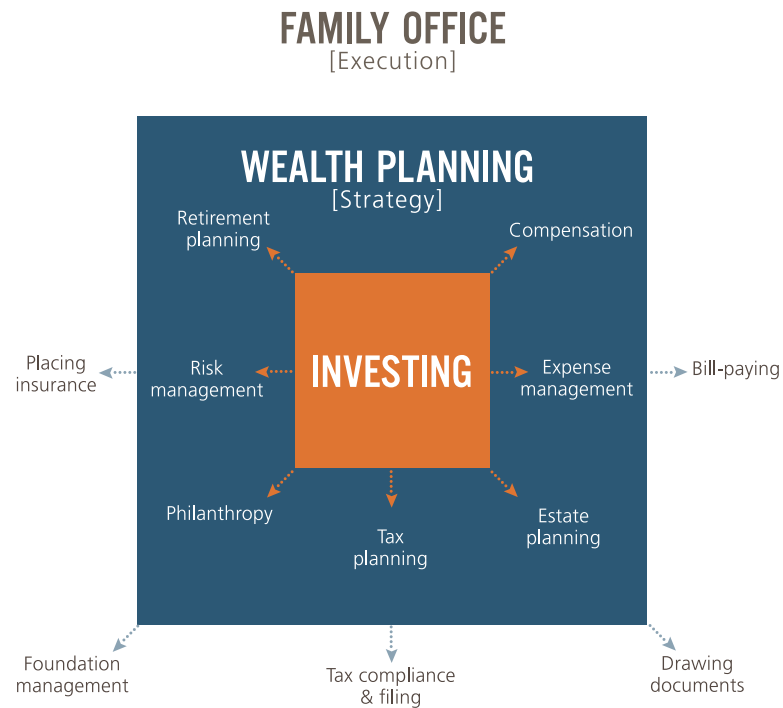 FAMILY OFFICE
[Execution]
WEALTH PLANNING
[Strategy]
Retirement
planning
Compensation
Placing
insurance
Risk
management
INVESTING
Expense
management
Bill-paying
Philanthropy
Tax
planning
Estate
planning
Foundation
management
Tax compliance
& filing
Drawing
documents